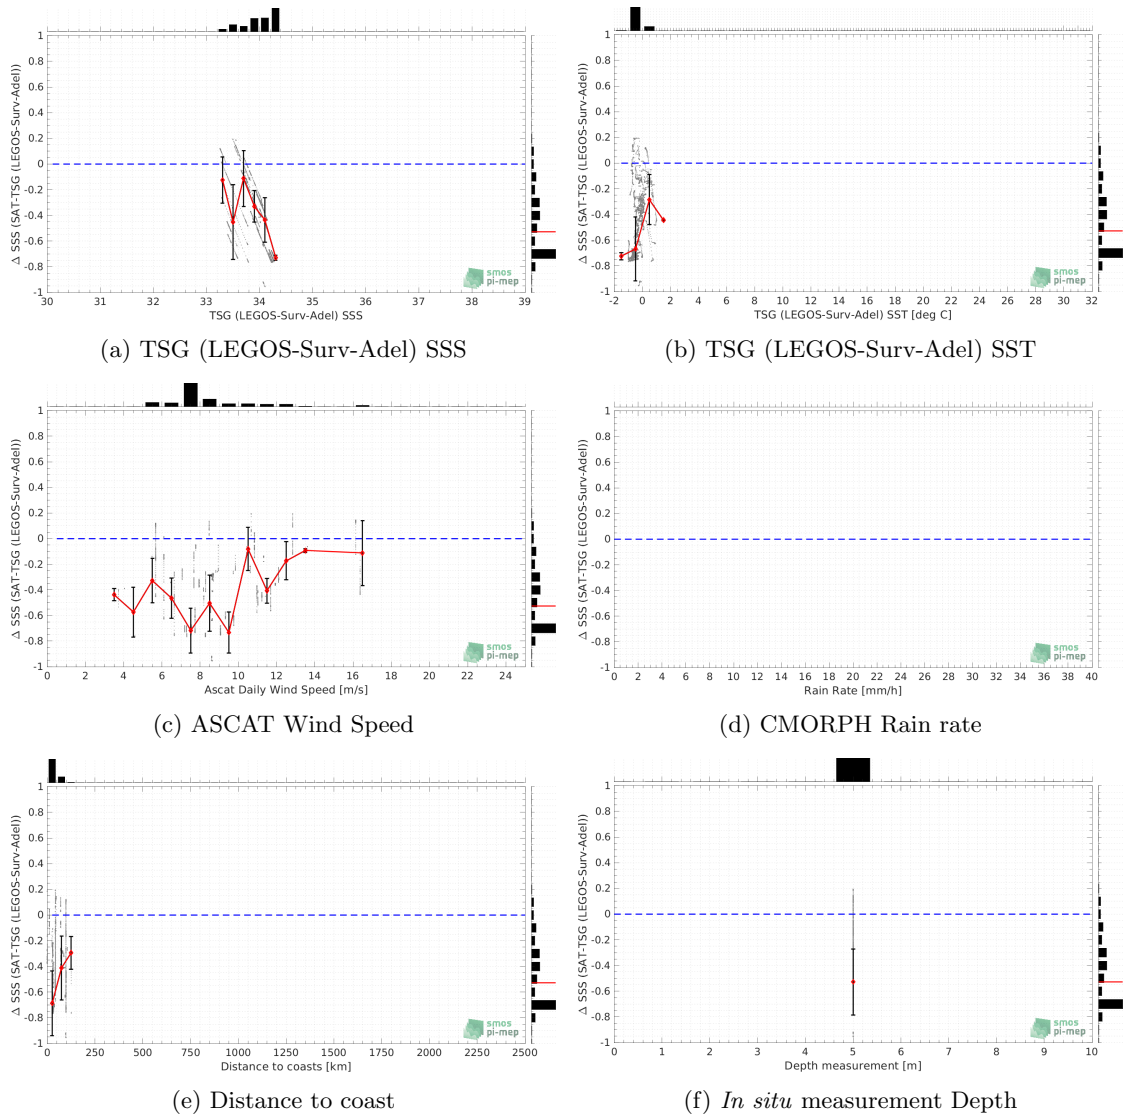 Δ SSS (SAT-TSG (LEGOS-Surv-Adel))
1
0.8
0.6
0.4
0.2
0
-0.2
-0.4
-0.6
-0.8
-1
30 31 32 33 34 35 36 37 38 39
TSG (LEGOS-Surv-Adel) SSS
smos
pi-mep
(a) TSG (LEGOS-Surv-Adel) SSS
Δ SSS (SAT-TSG (LEGOS-Surv-Adel))
1
0.8
0.6
0.4
0.2
0
-0.2
-0.4
-0.6
-0.8
-1
-2 0 2 4 6 8 10 12 14 16 18 20 22 24 26 28 30 32
TSG (LEGOS-Surv-Adel) SST [deg C]
smos
pi-mep
(b) TSG (LEGOS-Surv-Adel) SST
Δ SSS (SAT-TSG (LEGOS-Surv-Adel))
1
0.8
0.6
0.4
0.2
0
-0.2
-0.4
-0.6
-0.8
-1
0 2 4 6 8 10 12 14 16 18 20 22 24
Ascat Daily Wind Speed [m/s]
smos
pi-mep
(c) ASCAT Wind Speed
Δ SSS (SAT-TSG (LEGOS-Surv-Adel))
1
0.8
0.6
0.4
0.2
0
-0.2
-0.4
-0.6
-0.8
-1
0 2 4 6 8 10 12 14 16 18 20 22 24 26 28 30 32 34 36 38 40
Rain Rate [mm/h]
smos
pi-mep
(d) CMORPH Rain rate
Δ SSS (SAT-TSG (LEGOS-Surv-Adel))
1
0.8
0.6
0.4
0.2
0
-0.2
-0.4
-0.6
-0.8
-1
0 250 500 750 1000 1250 1500 1750 2000 2250 2500
Distance to coasts [km]
smos
pi-mep
(e) Distance to coast
Δ SSS (SAT-TSG (LEGOS-Surv-Adel))
1
0.8
0.6
0.4
0.2
0
-0.2
-0.4
-0.6
-0.8
-1
0 1 2 3 4 5 6 7 8 9 10
Depth measurement [m]
smos
pi-mep
(f) In situ measurement Depth